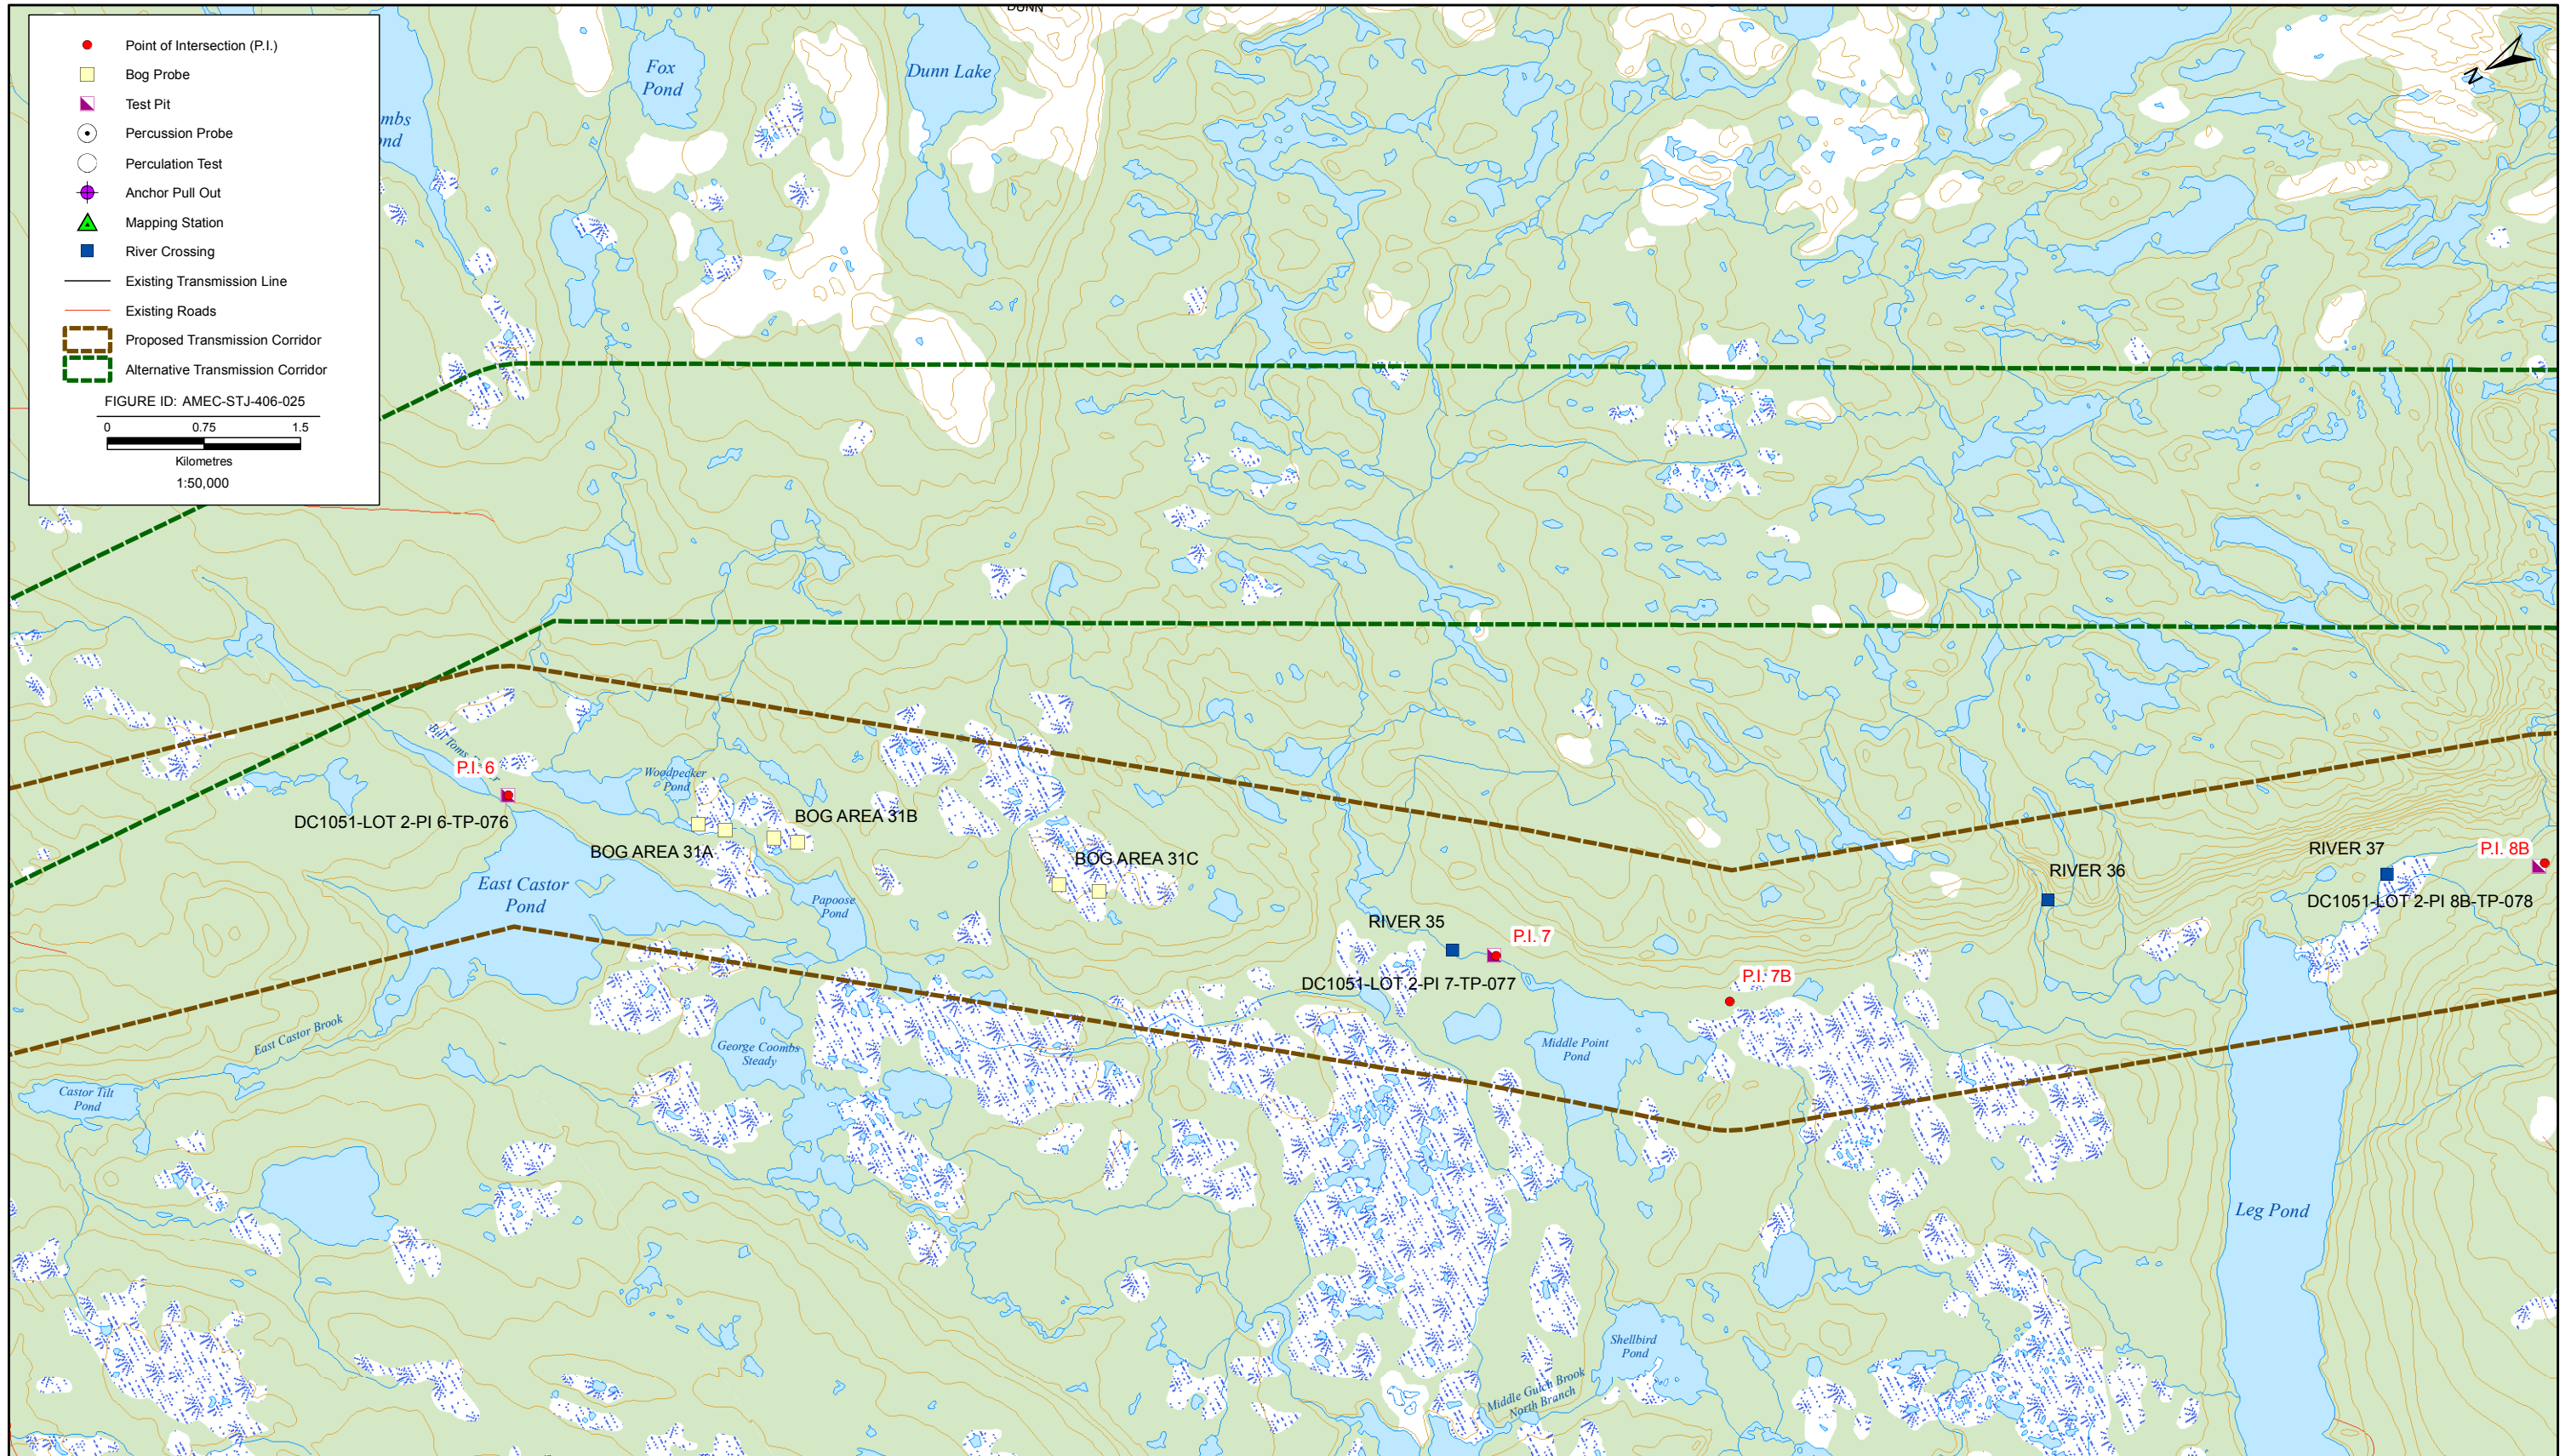 Point of Intersection (P.I.)
Bog Probe
Test Pit
Percussion Probe
Perculation Test
Anchor Pull Out
Mapping Station
River Crossing
Existing Transmission Line
Existing Roads
Proposed Transmission Corridor
Alternative Transmission Corridor
FIGURE ID: AMEC-STJ-406-025
0 0.75 1.5
Kilometres
1:50,000
DUNN
N
mbs
ond
Fox
Pond
Dunn Lake
Bill Toms
P.I. 6
DC1051-LOT 2-PI 6-TP-076
Woodpecker
Pond
BOG AREA 31B
BOG AREA 31A
BOG AREA 31C
East Castor
Pond
Papoose
Pond
RIVER 35
P.I. 7
DC1051-LOT 2-PI 7-TP-077
P.I. 7B
RIVER 36
RIVER 37
P.I. 8B
DC1051-LOT 2-PI 8B-TP-078
East Castor Brook
George Coombs
Steady
Middle Point
Pond
Castor Tilt
Pond
Leg Pond
Shellbird
Pond
Middle Gulch Brook
North Branch